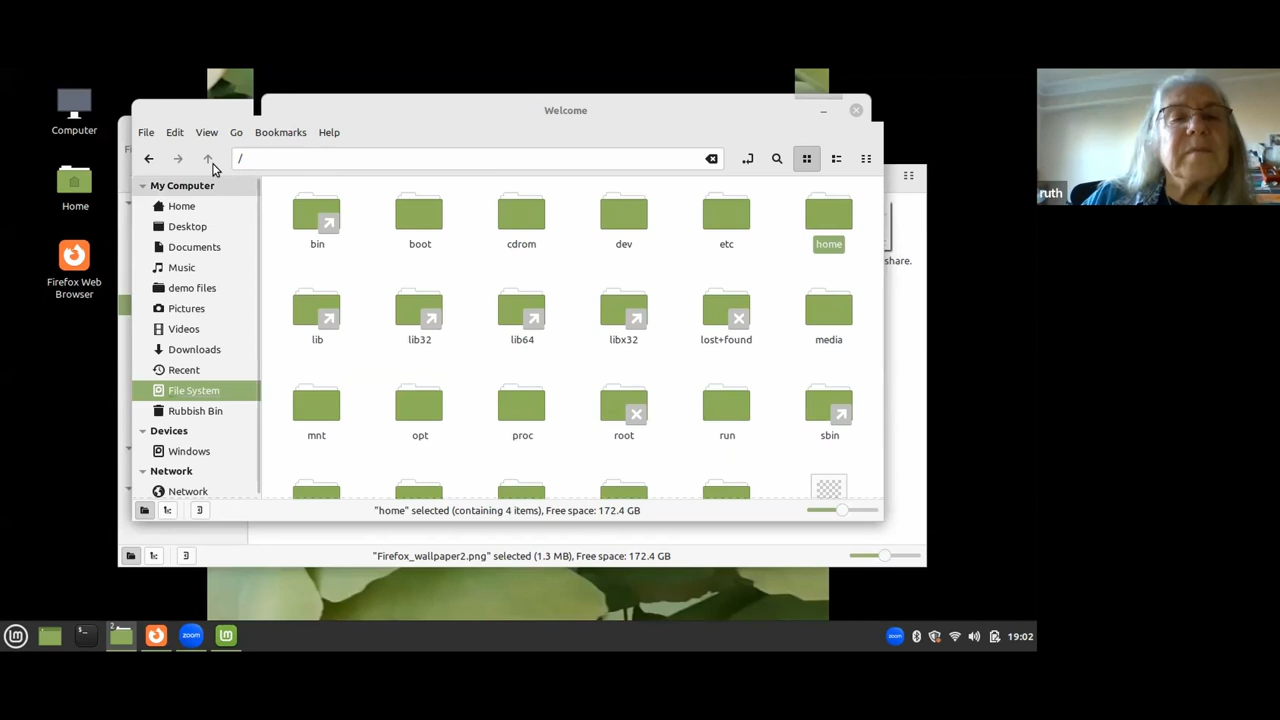 Welcome
Computer
Home
Firefox Web
Browser
File Edit View Go Bookmarks Help
/
My Computer
Home
Desktop
Documents
Music
demo files
Pictures
Videos
Downloads
Recent
File System
Rubbish Bin
Devices
Windows
Network
Network
bin boot cdrom dev etc home
lib lib32 lib64 libx32 lost+found media
mnt opt proc root run sbin
"home" selected (containing 4 items), Free space: 172.4 GB
share.
"Firefox_wallpaper2.png" selected (1.3 MB), Free space: 172.4 GB
2
zoom
zoom
19:02
ruth